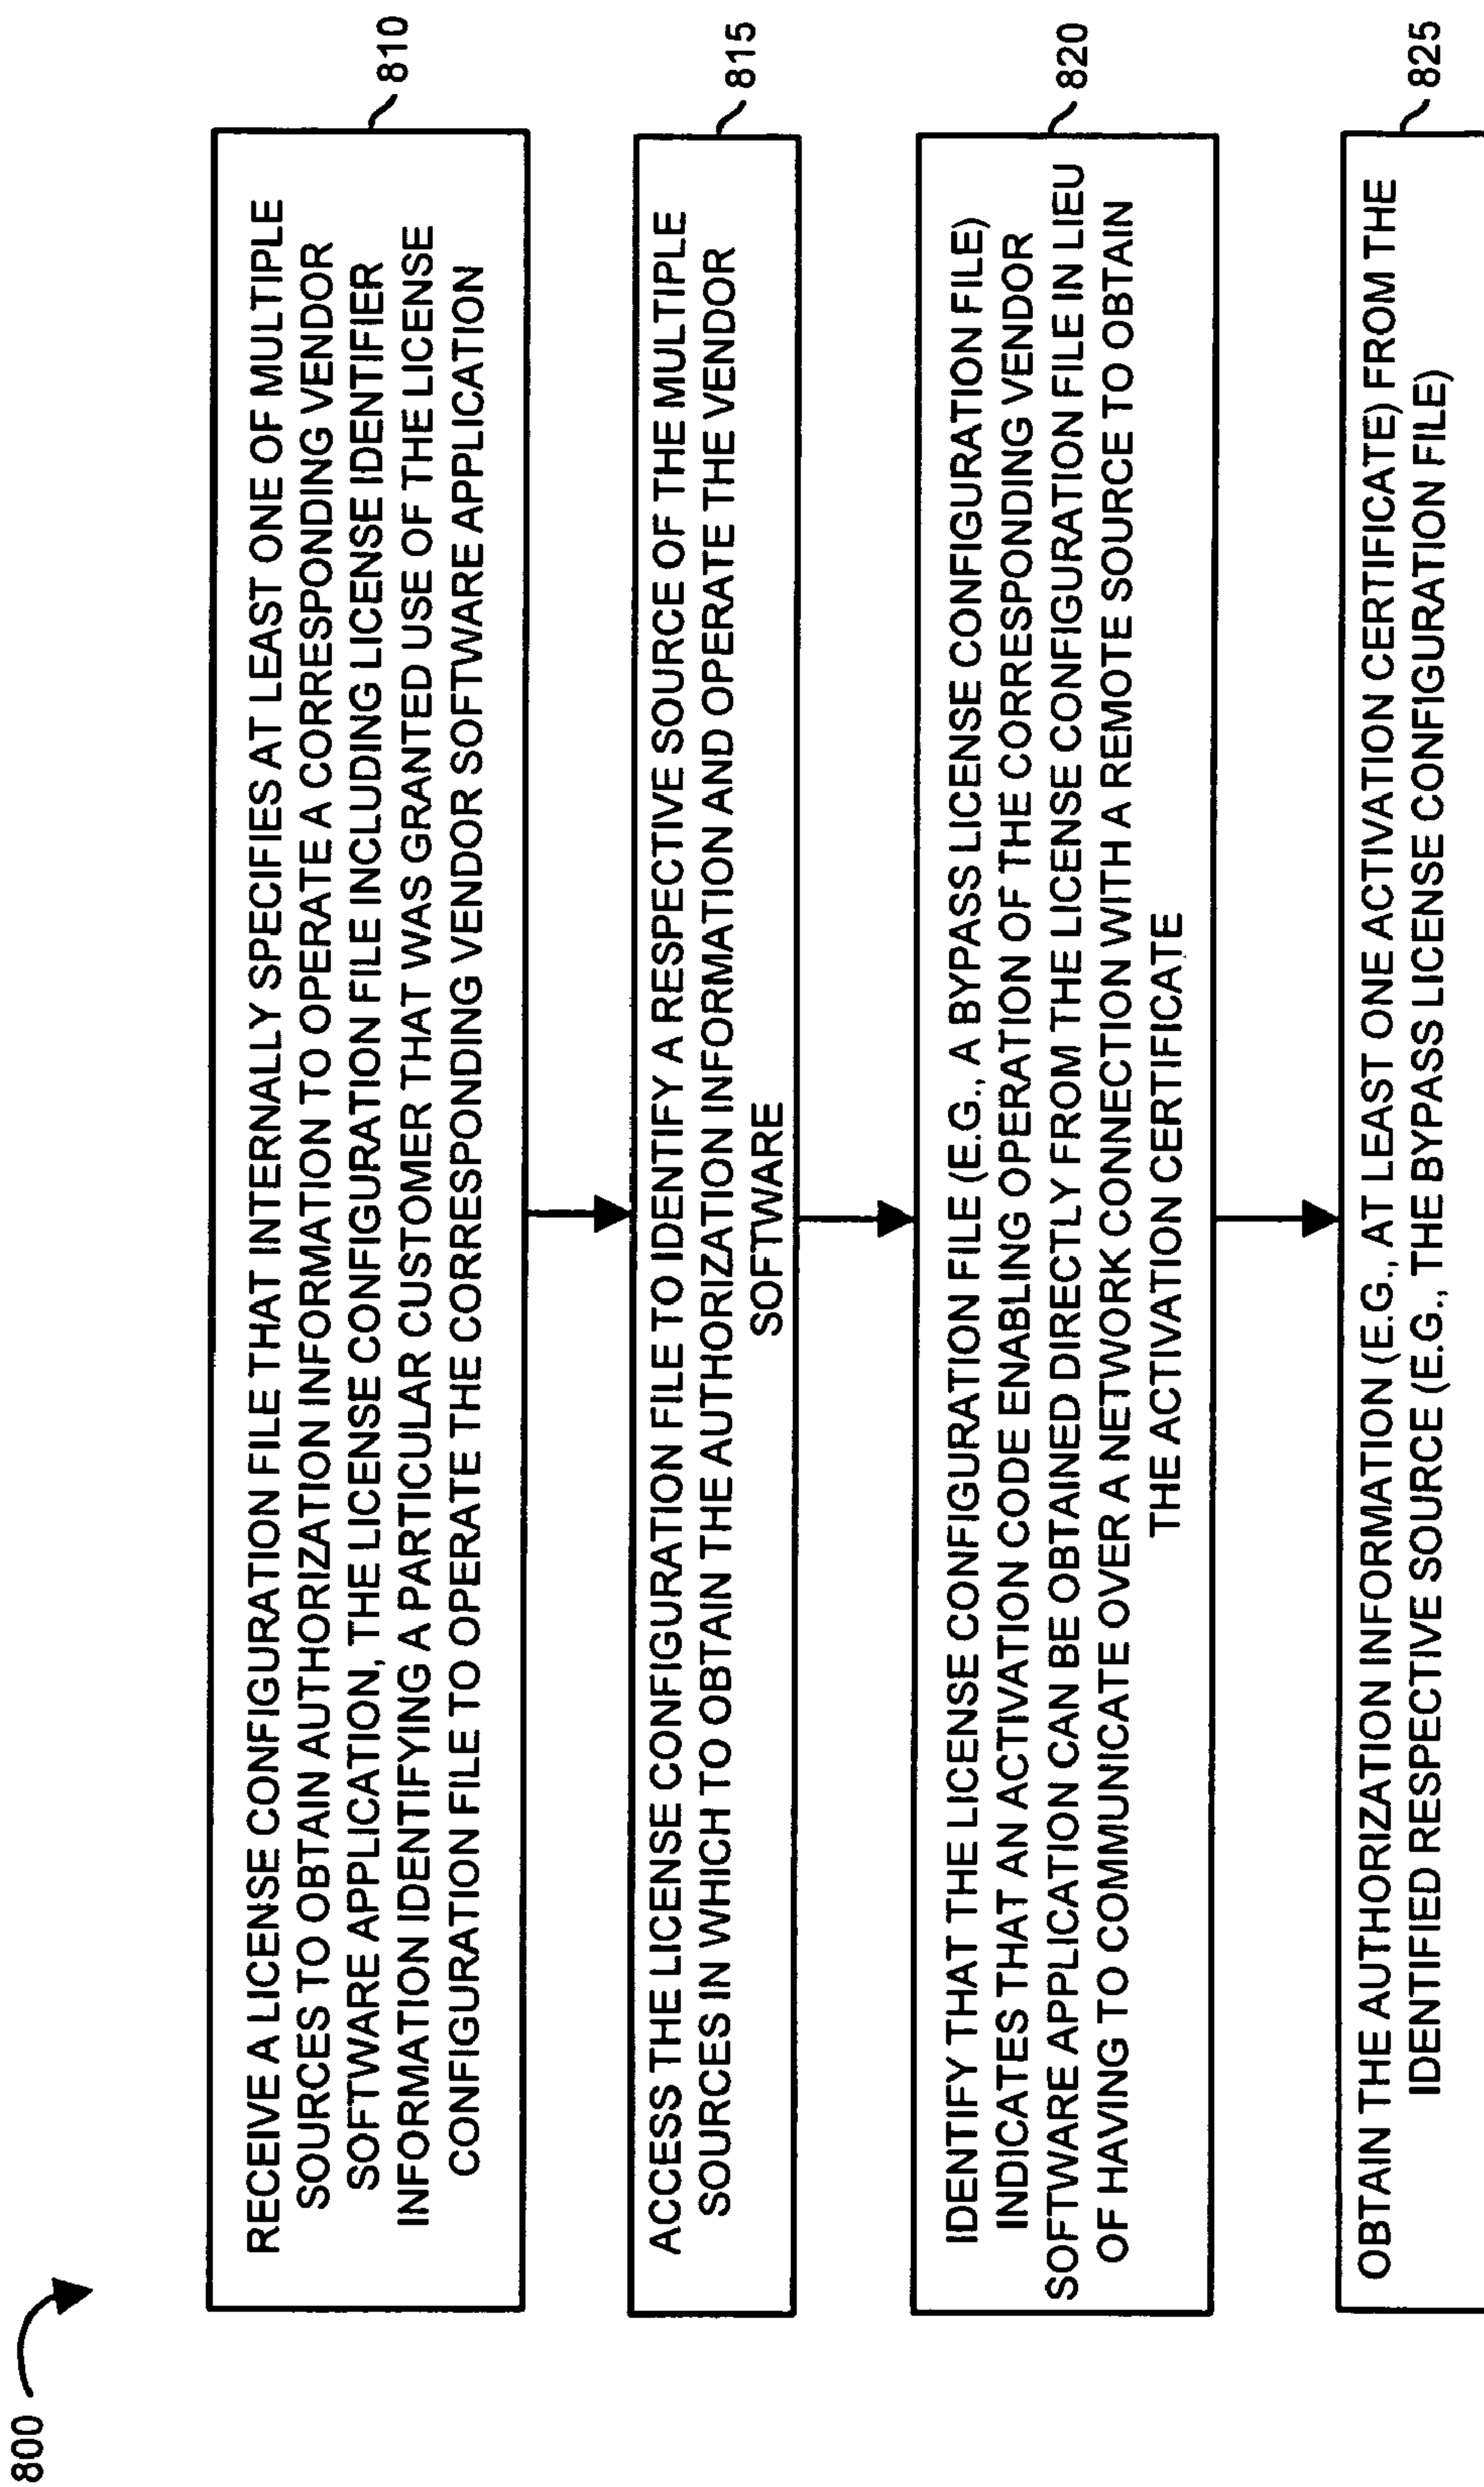 800
RECEIVE A LICENSE CONFIGURATION FILE THAT INTERNALLY SPECIFIES AT LEAST ONE OF MULTIPLE
SOURCES TO OBTAIN AUTHORIZATION INFORMATION TO OPERATE A CORRESPONDING VENDOR
SOFTWARE APPLICATION, THE LICENSE CONFIGURATION FILE INCLUDING LICENSE IDENTIFIER
INFORMATION IDENTIFYING A PARTICULAR CUSTOMER THAT WAS GRANTED USE OF THE LICENSE
CONFIGURATION FILE TO OPERATE THE CORRESPONDING VENDOR SOFTWARE APPLICATION
810
ACCESS THE LICENSE CONFIGURATION FILE TO IDENTIFY A RESPECTIVE SOURCE OF THE MULTIPLE
SOURCES IN WHICH TO OBTAIN THE AUTHORIZATION INFORMATION AND OPERATE THE VENDOR
SOFTWARE
815
IDENTIFY THAT THE LICENSE CONFIGURATION FILE (E.G., A BYPASS LICENSE CONFIGURATION FILE)
INDICATES THAT AN ACTIVATION CODE ENABLING OPERATION OF THE CORRESPONDING VENDOR
SOFTWARE APPLICATION CAN BE OBTAINED DIRECTLY FROM THE LICENSE CONFIGURATION FILE IN LIEU
OF HAVING TO COMMUNICATE OVER A NETWORK CONNECTION WITH A REMOTE SOURCE TO OBTAIN
THE ACTIVATION CERTIFICATE
820
OBTAIN THE AUTHORIZATION INFORMATION (E.G., AT LEAST ONE ACTIVATION CERTIFICATE) FROM THE
IDENTIFIED RESPECTIVE SOURCE (E.G., THE BYPASS LICENSE CONFIGURATION FILE)
825